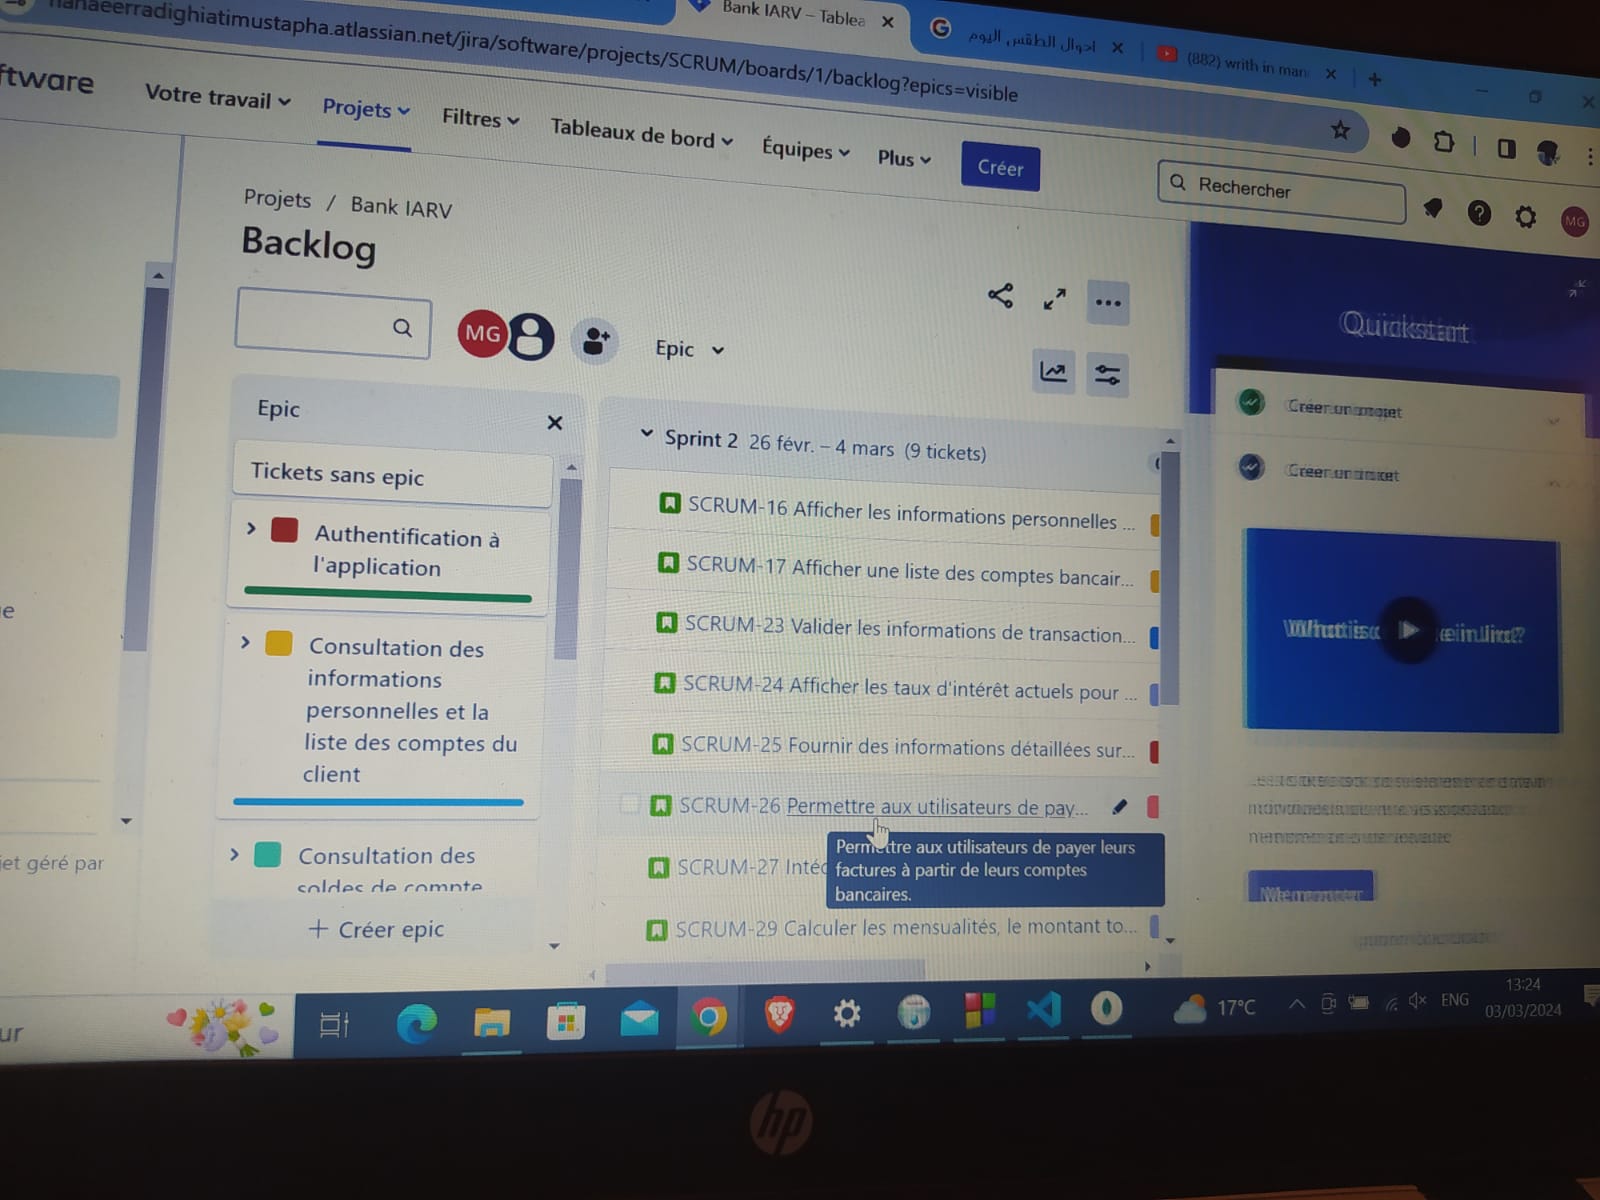 Bank IARV – Tablea
احوال الطقس اليوم
(882) writh in man
atlassian.net/jira/software/projects/SCRUM/boards/1/backlog?epics=visible
ftware
Votre travail
Projets
Filtres
Tableaux de bord
Équipes
Plus
Créer
Rechercher
MG
Projets / Bank IARV
Backlog
MG
Epic
Quickstart
Epic
Tickets sans epic
Authentification à
l'application
Consultation des
informations
personnelles et la
liste des comptes du
client
Consultation des
soldes de compte
+ Créer epic
Sprint 2 26 févr. – 4 mars (9 tickets)
SCRUM-16 Afficher les informations personnelles ...
SCRUM-17 Afficher une liste des comptes bancair...
SCRUM-23 Valider les informations de transaction...
SCRUM-24 Afficher les taux d'intérêt actuels pour ...
SCRUM-25 Fournir des informations détaillées sur...
SCRUM-26 Permettre aux utilisateurs de pay...
Permettre aux utilisateurs de payer leurs
factures à partir de leurs comptes
bancaires.
SCRUM-27
SCRUM-29 Calculer les mensualités, le montant to...
Créer un projet
Créer un ticket
e
jet géré par
ur
17°C
ENG
13:24
03/03/2024
hp